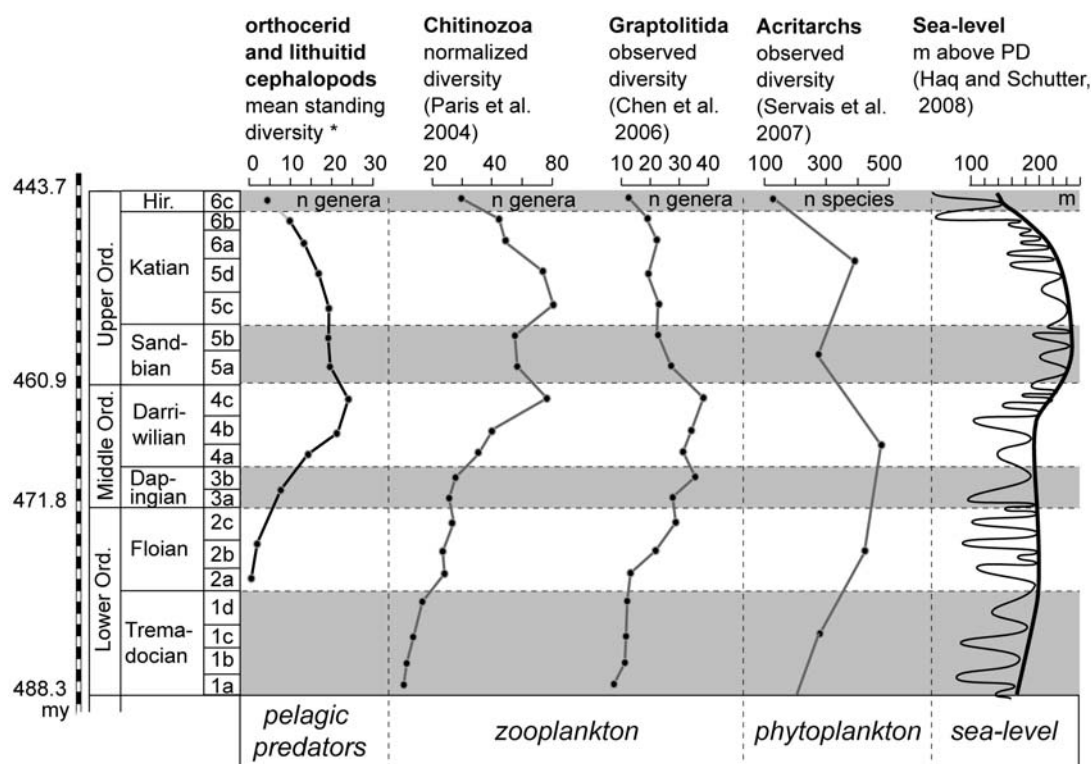 orthocerid
and lithuitid
cephalopods
mean standing
diversity *
Chitinozoa
normalized
diversity
(Paris et al.
2004)
Graptolitida
observed
diversity
(Chen et al.
2006)
Acritarchs
observed
diversity
(Servais et al.
2007)
Sea-level
m above PD
(Haq and Schutter,
2008)
0 10 20 30
20 40 60 80
10 20 30 40
100 300 500
100 200
443.7
460.9
471.8
488.3
my
Upper Ord.
Middle Ord.
Lower Ord.
Hir.
Katian
Sand-
bian
Darri-
wilian
Dap-
ingian
Floian
Trema-
docian
6c
6b
6a
5d
5c
5b
5a
4c
4b
4a
3b
3a
2c
2b
2a
1d
1c
1b
1a
n genera
n genera
n genera
n species
m
pelagic
predators
zooplankton
phytoplankton
sea-level